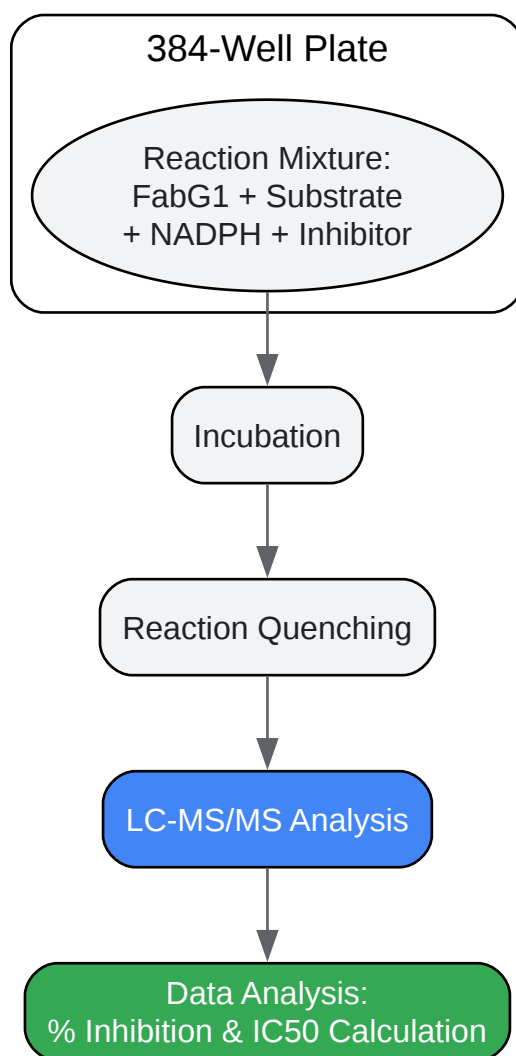 384-Well Plate
Reaction Mixture:
FabG1 + Substrate
+ NADPH + Inhibitor
Incubation
Reaction Quenching
LC-MS/MS Analysis
Data Analysis:
% Inhibition & IC50 Calculation